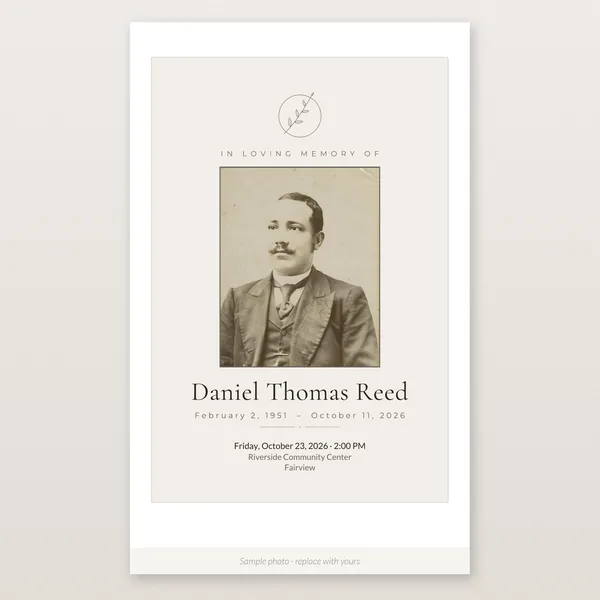 IN LOVING MEMORY OF
Daniel Thomas Reed
February 2, 1951 – October 11, 2026
Friday, October 23, 2026 · 2:00 PM
Riverside Community Center
Fairview
Sample photo - replace with yours